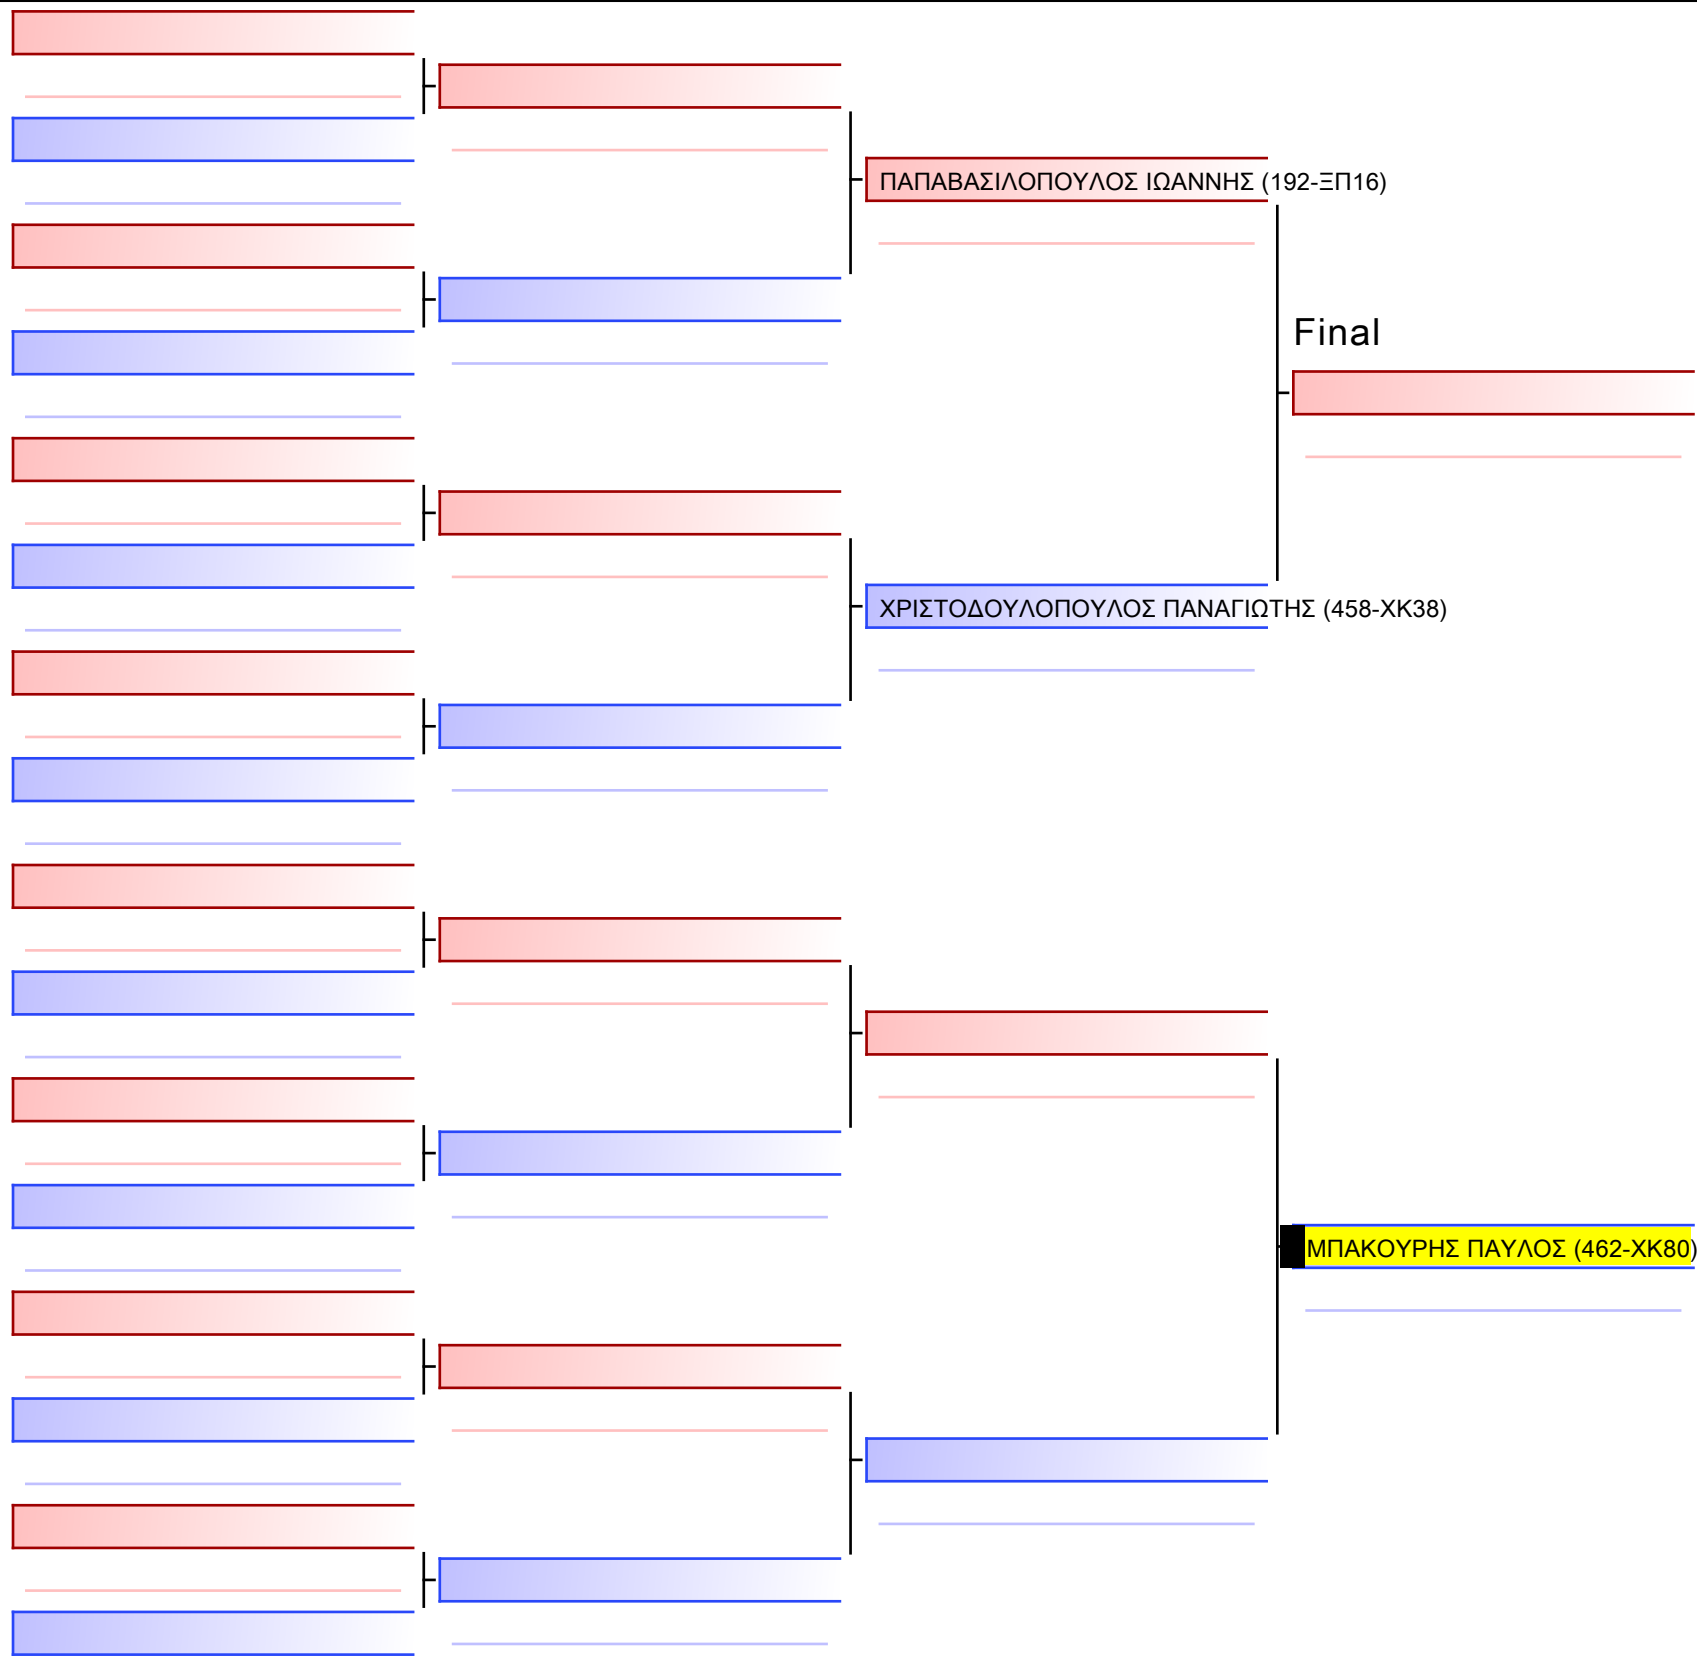 ΠΑΠΑΒΑΣΙΛΟΠΟΥΛΟΣ ΙΩΑΝΝΗΣ (192-ΞΠ16)
Final
ΧΡΙΣΤΟΔΟΥΛΟΠΟΥΛΟΣ ΠΑΝΑΓΙΩΤΗΣ (458-ΧΚ38)
ΜΠΑΚΟΥΡΗΣ ΠΑΥΛΟΣ (462-ΧΚ80)